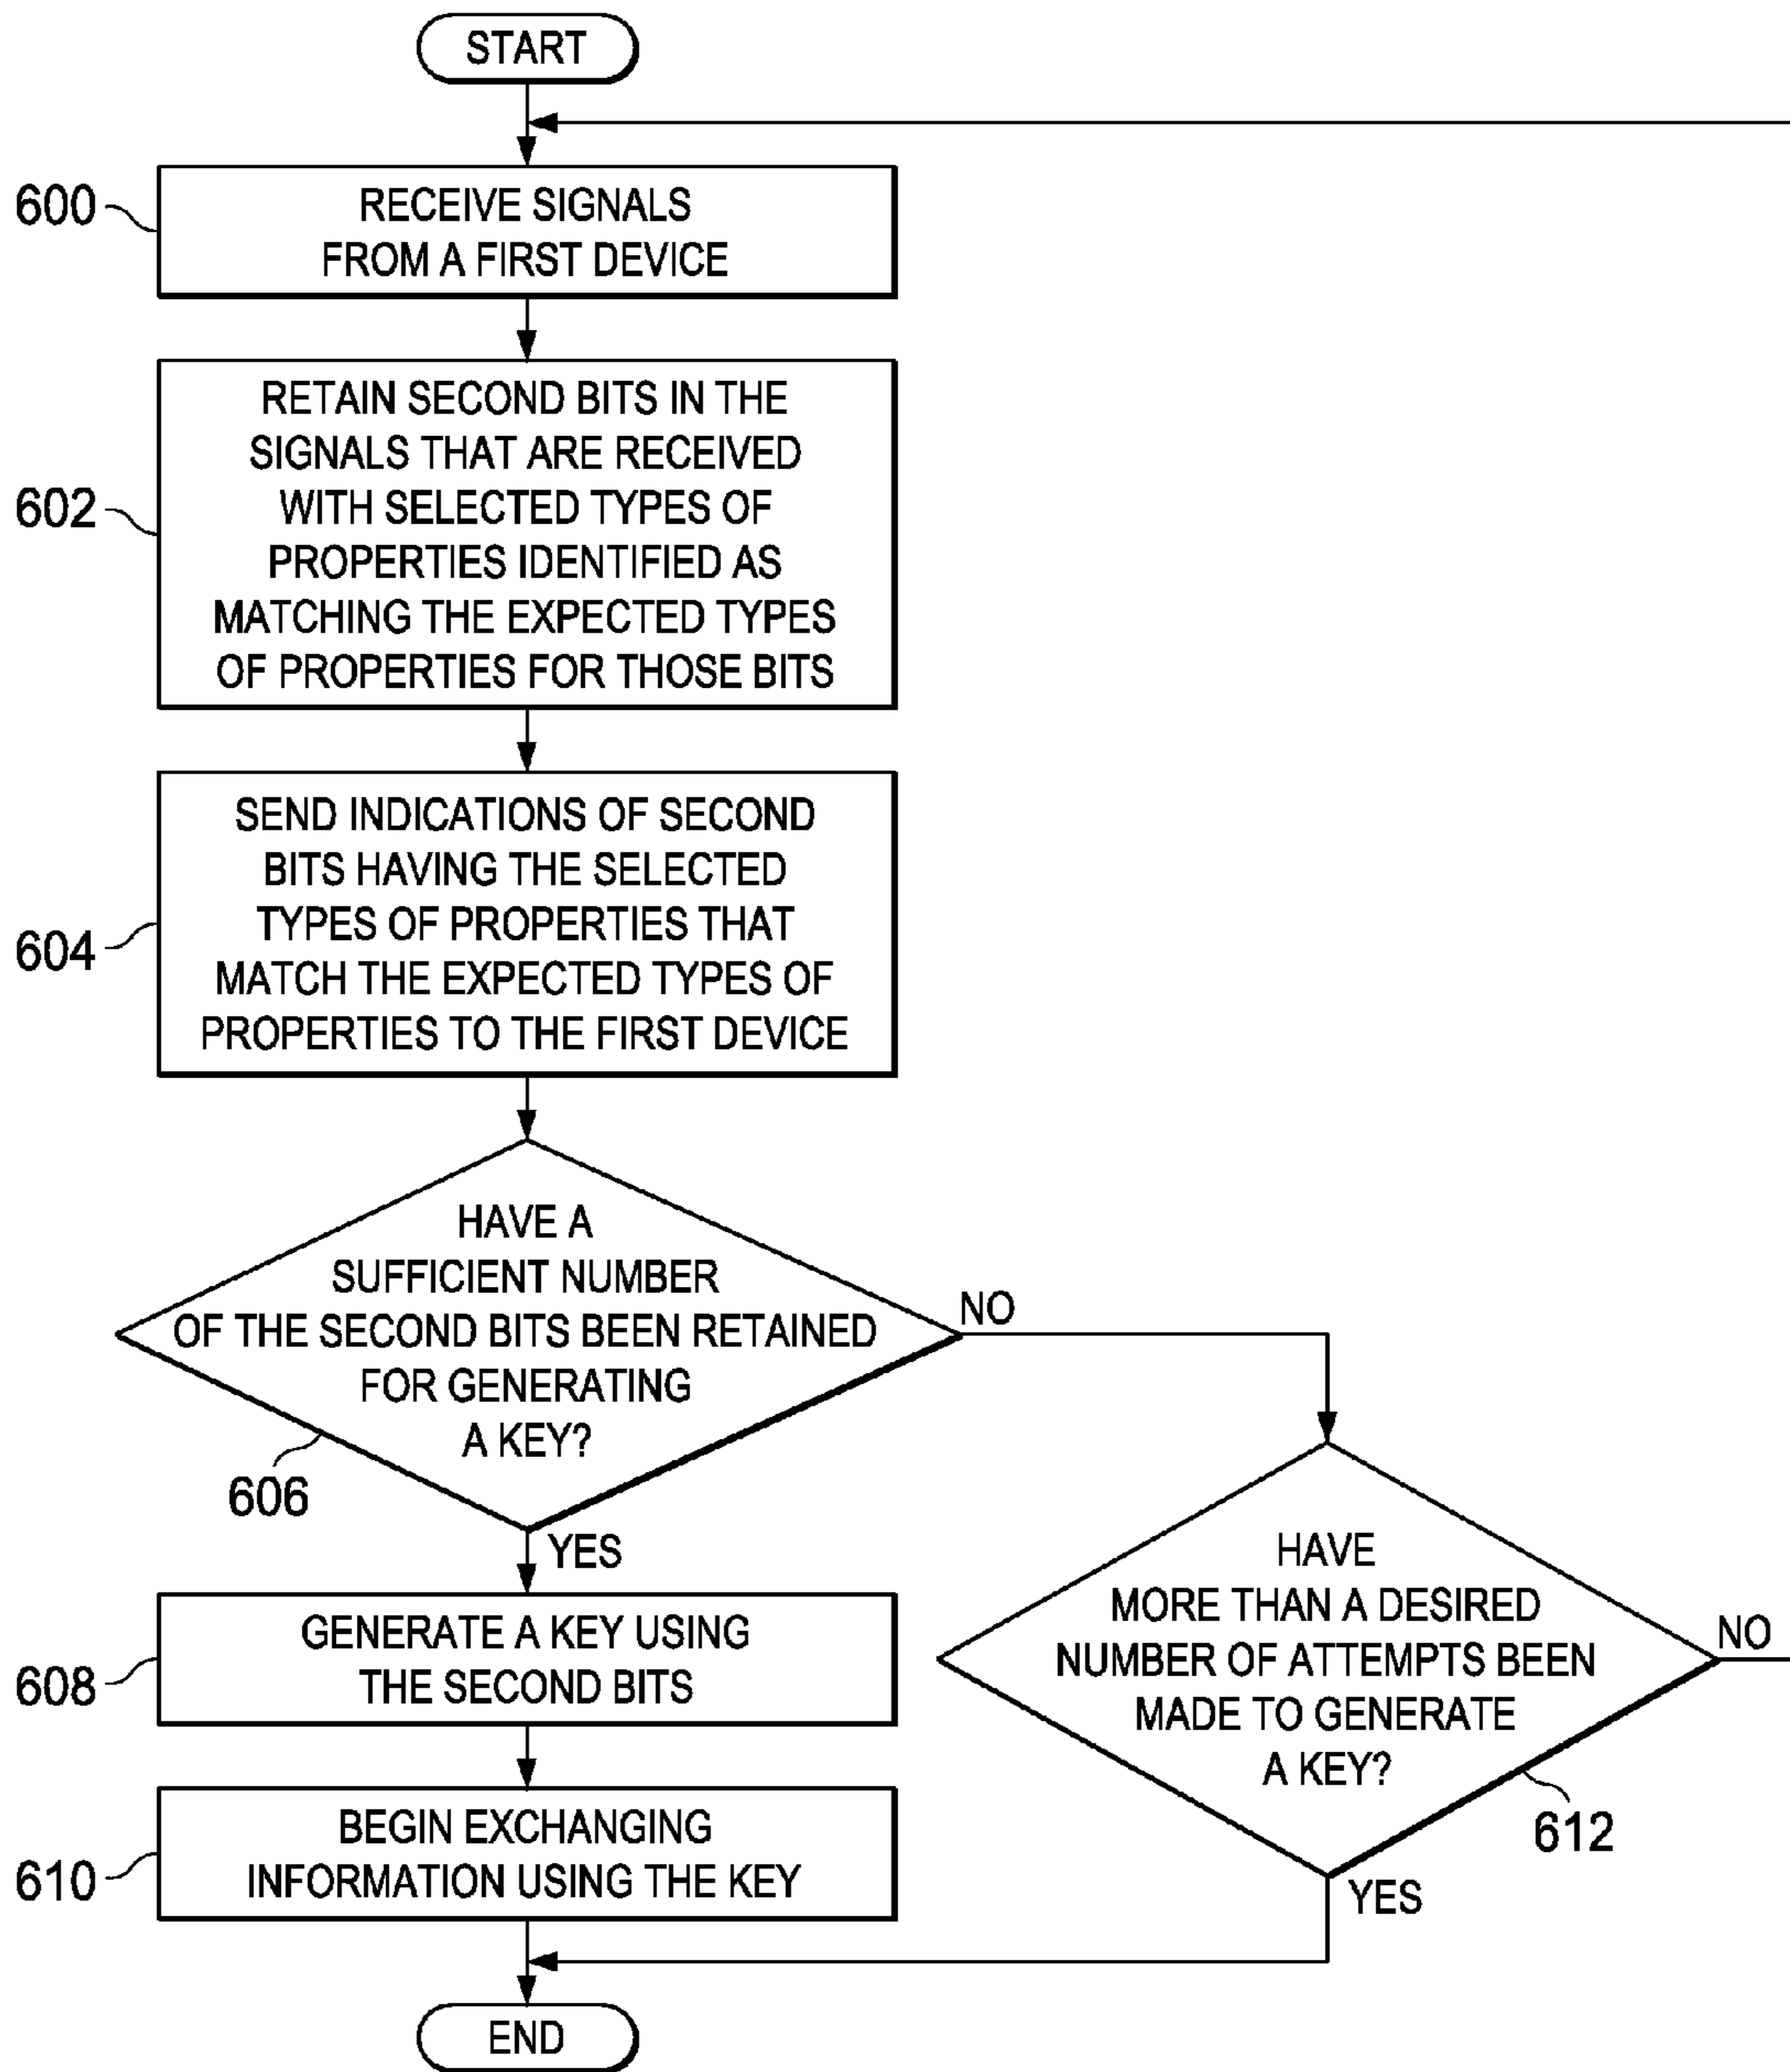 START
600
RECEIVE SIGNALS
FROM A FIRST DEVICE
602
RETAIN SECOND BITS IN THE
SIGNALS THAT ARE RECEIVED
WITH SELECTED TYPES OF
PROPERTIES IDENTIFIED AS
MATCHING THE EXPECTED TYPES
OF PROPERTIES FOR THOSE BITS
604
SEND INDICATIONS OF SECOND
BITS HAVING THE SELECTED
TYPES OF PROPERTIES THAT
MATCH THE EXPECTED TYPES OF
PROPERTIES TO THE FIRST DEVICE
HAVE A
SUFFICIENT NUMBER
OF THE SECOND BITS BEEN RETAINED
FOR GENERATING
A KEY?
606
NO
YES
608
GENERATE A KEY USING
THE SECOND BITS
610
BEGIN EXCHANGING
INFORMATION USING THE KEY
HAVE
MORE THAN A DESIRED
NUMBER OF ATTEMPTS BEEN
MADE TO GENERATE
A KEY?
612
NO
YES
END